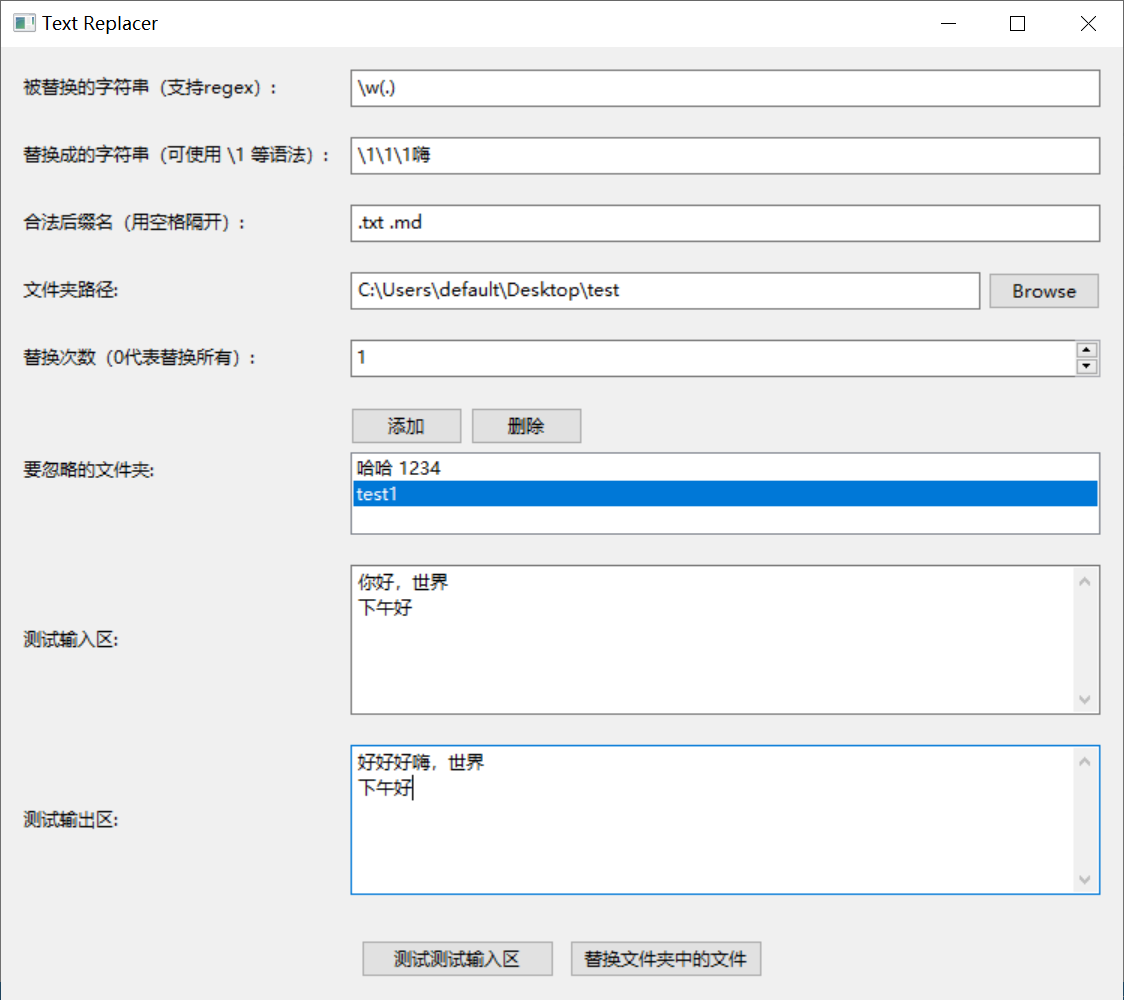 Text Replacer
被替换的字符串（支持regex）:
\w(.)
替换成的字符串（可使用 \1 等语法）:
\1\1\1嗨
合法后缀名（用空格隔开）:
.txt .md
文件夹路径:
C:\Users\default\Desktop\test
Browse
替换次数（0代表替换所有）:
1
添加
删除
要忽略的文件夹:
哈哈 1234
test1
测试输入区:
你好，世界
下午好
测试输出区:
好好好嗨，世界
下午好
测试测试输入区
替换文件夹中的文件